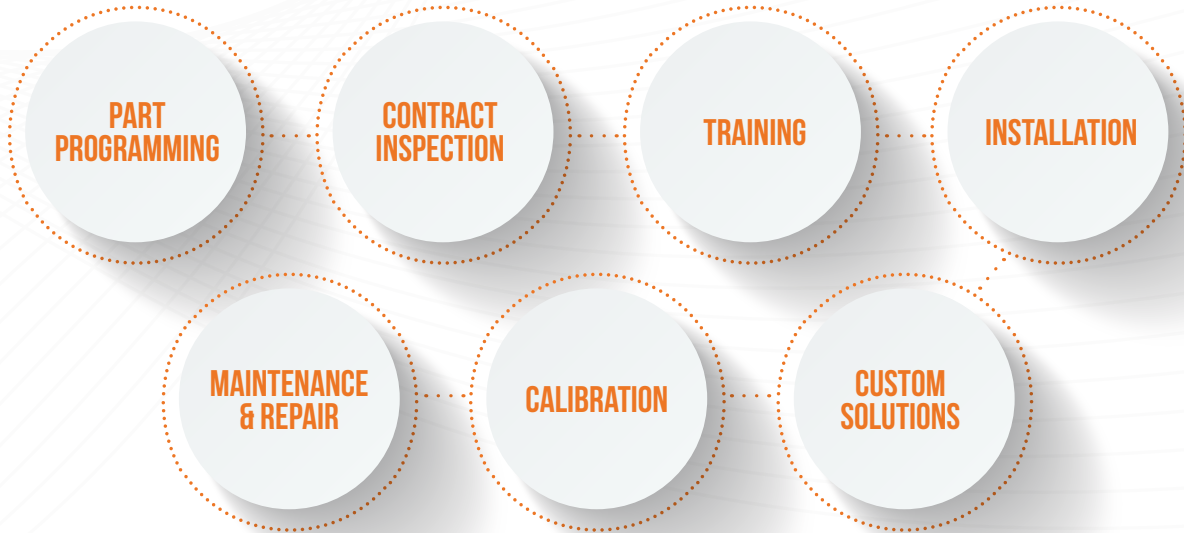 PART
PROGRAMMING
CONTRACT
INSPECTION
TRAINING
INSTALLATION
MAINTENANCE
& REPAIR
CALIBRATION
CUSTOM
SOLUTIONS